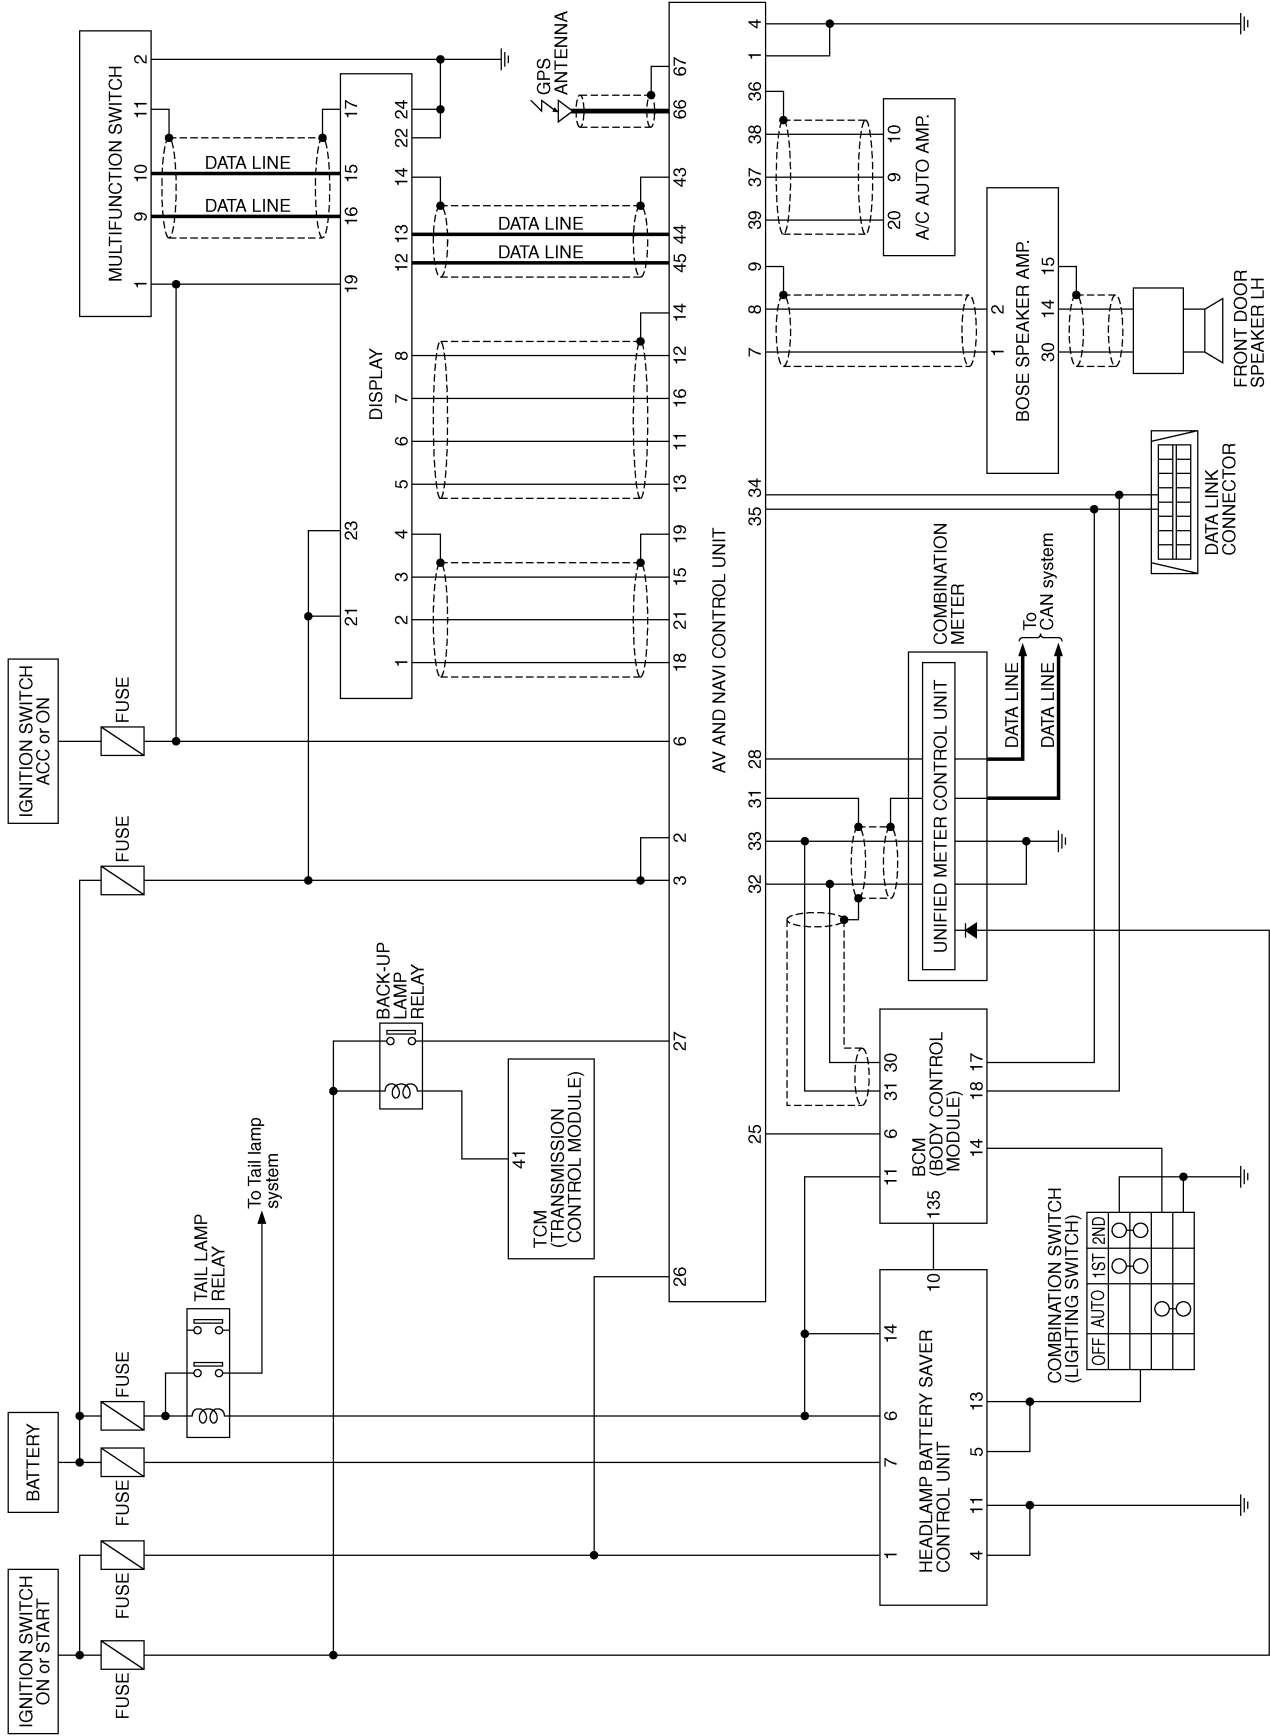 IGNITION SWITCH
ON or START
FUSE
FUSE
BATTERY
FUSE
FUSE
TAIL LAMP
RELAY
To Tail lamp
system
IGNITION SWITCH
ACC or ON
FUSE
FUSE
BACK-UP
LAMP
RELAY
41
TCM
(TRANSMISSION
CONTROL MODULE)
MULTIFUNCTION SWITCH
1
9
10
11
2
DATA LINE
DATA LINE
21
23
19
16
15
17
DISPLAY
1
2
3
4
5
6
7
8
12
13
14
22
24
DATA LINE
DATA LINE
GPS
ANTENNA
26
27
3
2
6
18
21
15
19
13
11
16
12
14
45
44
43
66
67
AV AND NAVI CONTROL UNIT
25
32
33
31
28
35
34
7
8
9
39
37
38
36
1
4
20
9
10
A/C AUTO AMP.
1
2
BOSE SPEAKER AMP.
30
14
15
FRONT DOOR
SPEAKER LH
DATA LINK
CONNECTOR
COMBINATION
METER
UNIFIED METER CONTROL UNIT
DATA LINE
DATA LINE
To
CAN system
11
6
31
30
BCM
(BODY CONTROL
MODULE)
135
14
18
17
1
7
6
14
HEADLAMP BATTERY SAVER
CONTROL UNIT
10
4
11
5
13
COMBINATION SWITCH
(LIGHTING SWITCH)
OFF
AUTO
1ST
2ND